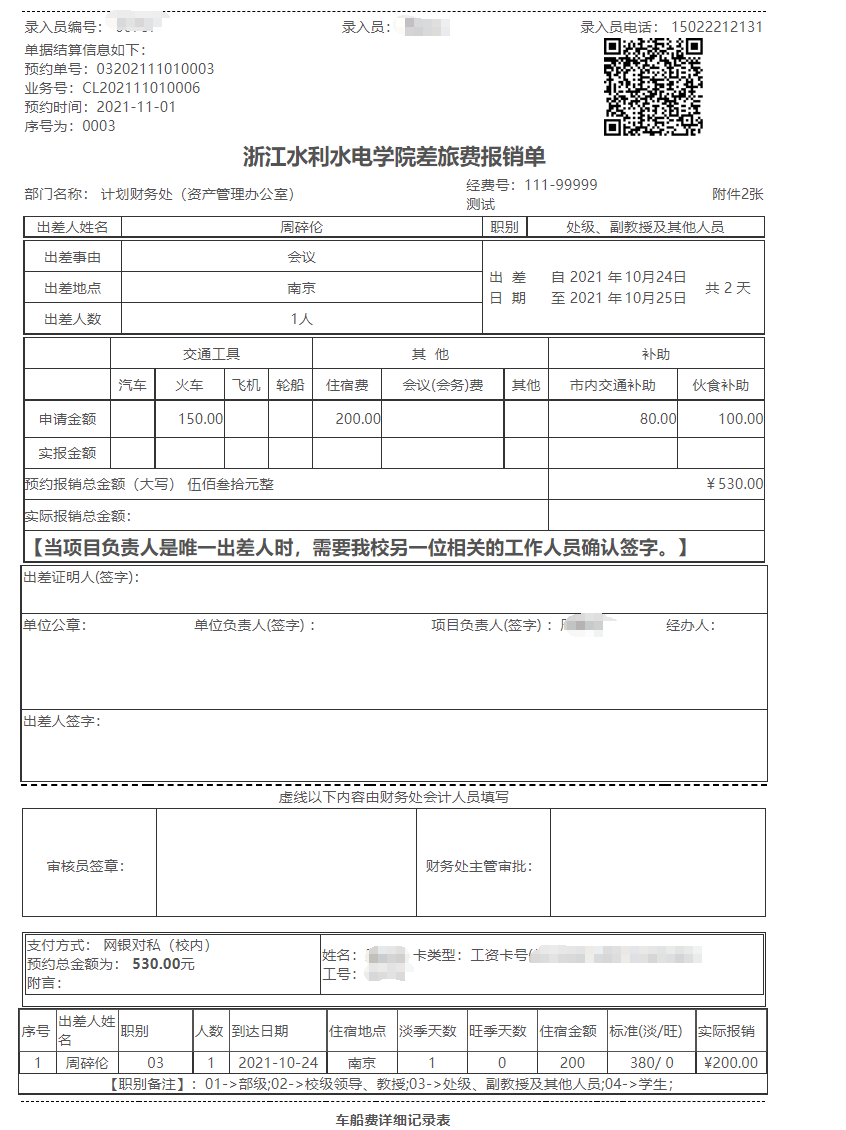 录入员编号：
录入员：
录入员电话： 15022212131
单据结算信息如下：
预约单号：03202111010003
业务号：CL202111010006
预约时间：2021-11-01
序号为：0003
浙江水利水电学院差旅费报销单
部门名称： 计划财务处（资产管理办公室）
经费号：111-99999
测试
附件2张
出差人姓名 周碎伦 职别 处级、副教授及其他人员
出差事由 会议
出差地点 南京
出差人数 1人
出 差 自 2021 年10月24日
日 期 至 2021 年10月25日
共 2 天
交通工具 其 他 补助
汽车 火车 飞机 轮船 住宿费 会议(会务)费 其他 市内交通补助 伙食补助
申请金额 150.00 200.00 80.00 100.00
实报金额
预约报销总金额（大写） 伍佰叁拾元整 ￥530.00
实际报销总金额：
【当项目负责人是唯一出差人时，需要我校另一位相关的工作人员确认签字。】
出差证明人(签字)：
单位公章： 单位负责人(签字)： 项目负责人(签字)： 经办人：
出差人签字：
虚线以下内容由财务处会计人员填写
审核员签章： 财务处主管审批：
支付方式： 网银对私（校内）
预约总金额为： 530.00元
附言：
姓名： 卡类型：工资卡号(
工号：
序号 出差人姓名 职别 人数 到达日期 住宿地点 淡季天数 旺季天数 住宿金额 标准(淡/旺) 实际报销
1 周碎伦 03 1 2021-10-24 南京 1 0 200 380/ 0 ¥200.00
【职别备注】：01->部级;02->校级领导、教授;03->处级、副教授及其他人员;04->学生;
车船费详细记录表